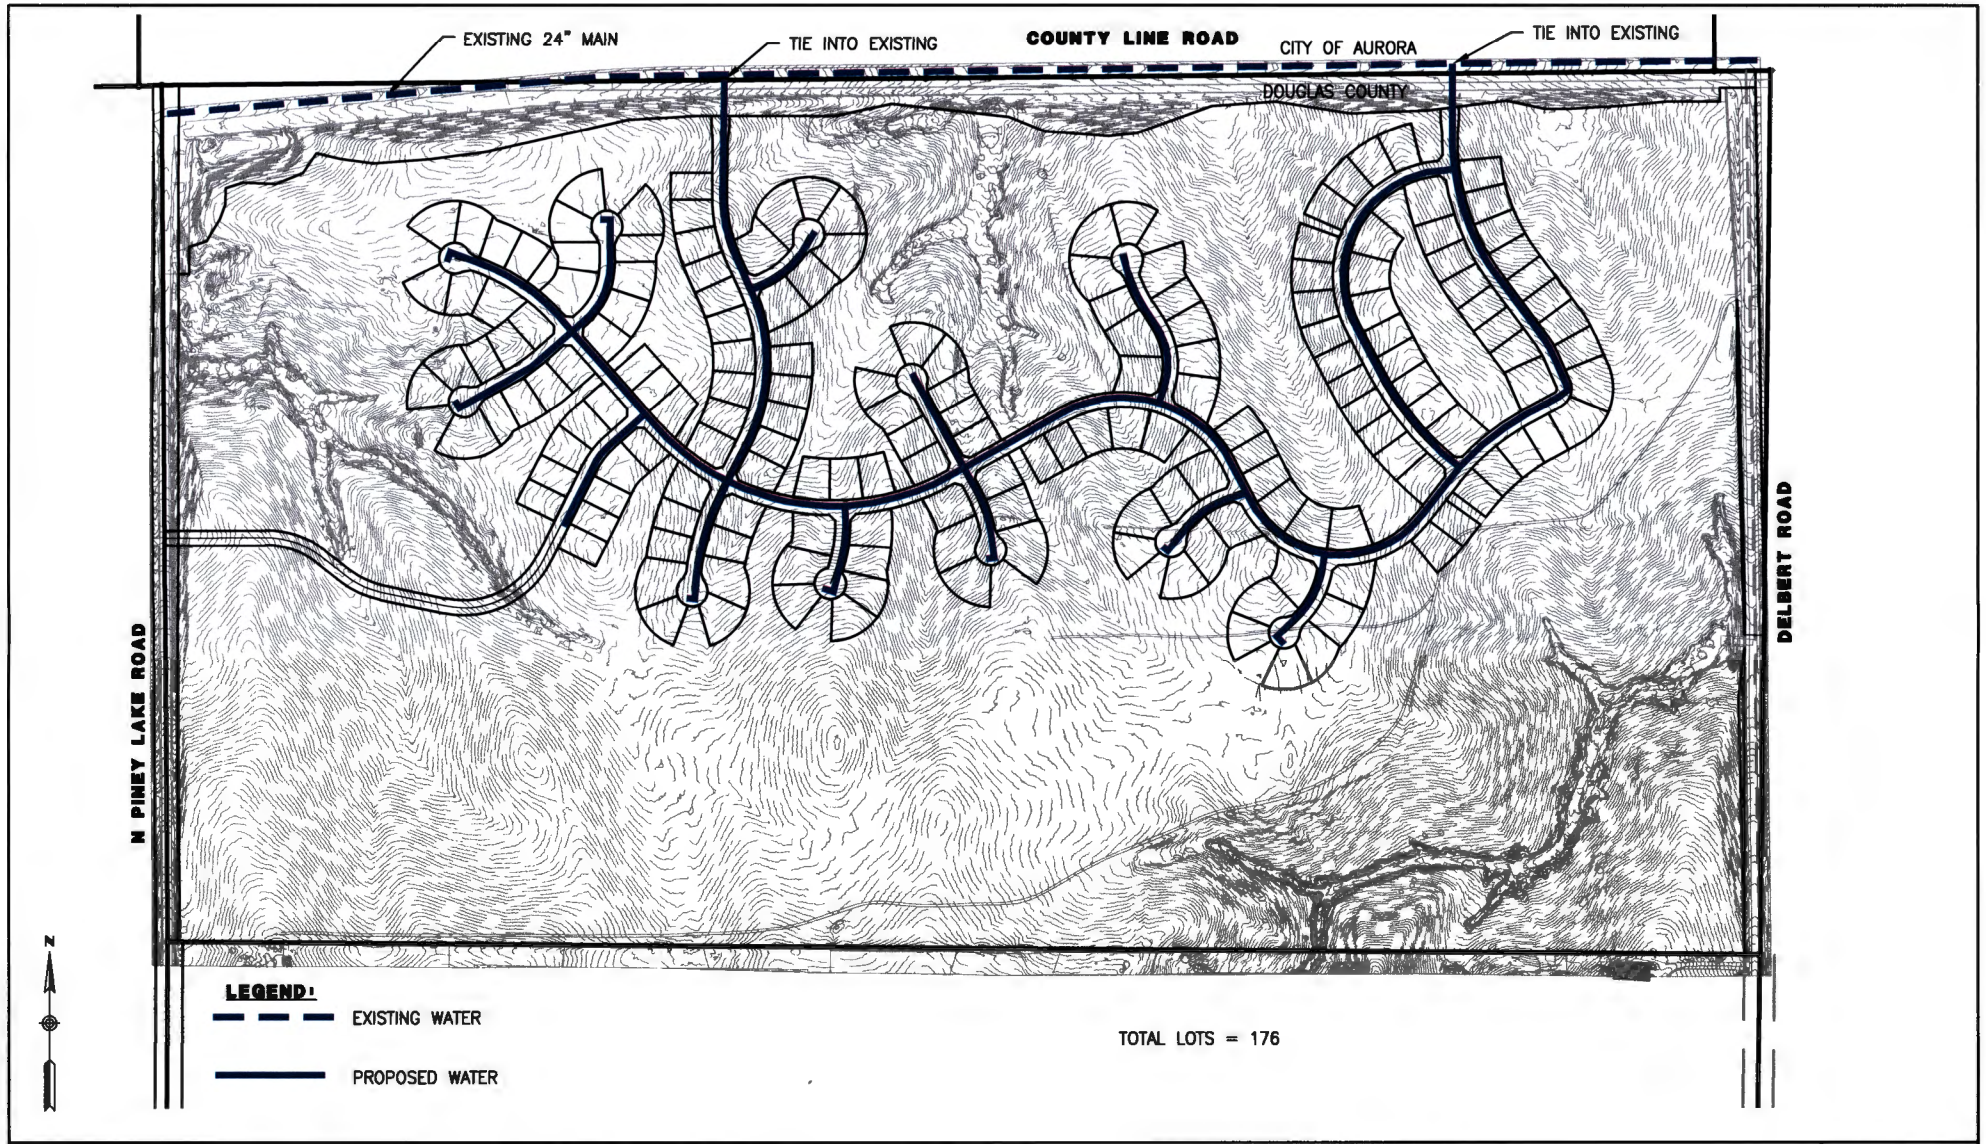 EXISTING 24" MAIN
TIE INTO EXISTING
COUNTY LINE ROAD
CITY OF AURORA
TIE INTO EXISTING
DOUGLAS COUNTY
N PINEY LAKE ROAD
DELBERT ROAD
N
LEGEND:
EXISTING WATER
PROPOSED WATER
TOTAL LOTS = 176